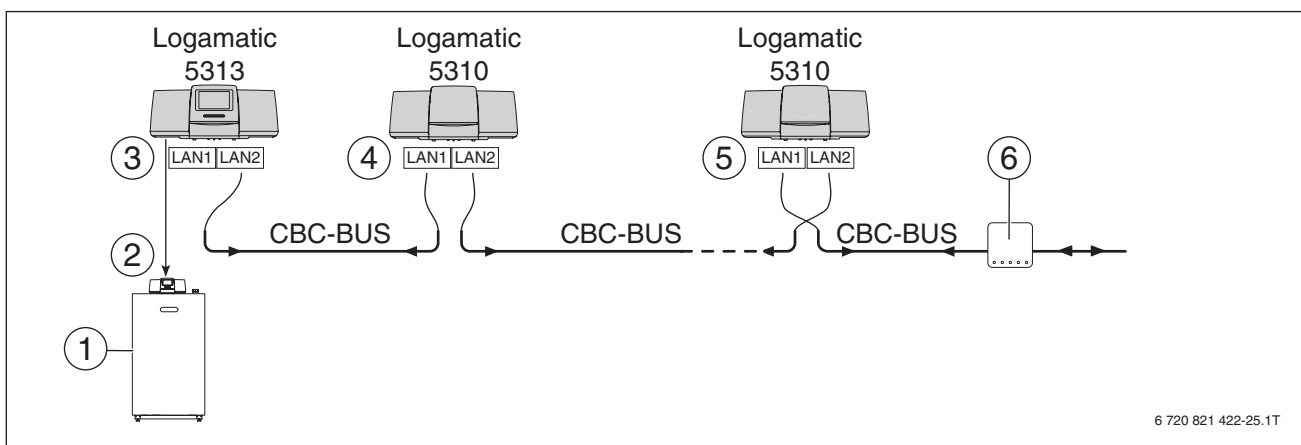 Logamatic
5313
Logamatic
5310
Logamatic
5310
3
LAN1 LAN2
4
LAN1 LAN2
5
LAN1 LAN2
6
CBC-BUS
CBC-BUS
CBC-BUS
2
1
6 720 821 422-25.1T